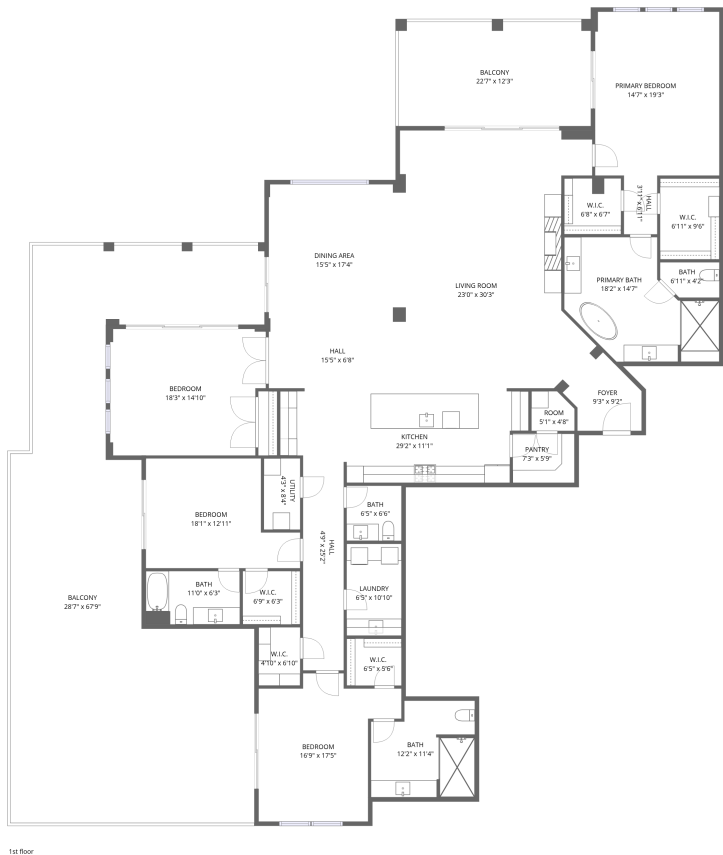 BALCONY
22'7" x 12'3"
PRIMARY BEDROOM
14'7" x 19'3"
W.I.C.
6'8" x 6'7"
HALL
3'11" x 6'11"
W.I.C.
6'11" x 9'6"
DINING AREA
15'5" x 17'4"
LIVING ROOM
23'0" x 30'3"
PRIMARY BATH
18'2" x 14'7"
BATH
6'11" x 4'2"
HALL
15'5" x 6'8"
BEDROOM
18'3" x 14'10"
FOYER
9'3" x 9'2"
ROOM
5'1" x 4'8"
KITCHEN
29'2" x 11'1"
PANTRY
7'3" x 5'9"
UTILITY
4'3" x 8'4"
BEDROOM
18'1" x 12'11"
BATH
6'5" x 6'6"
HALL
4'9" x 25'2"
BALCONY
28'7" x 67'9"
BATH
11'0" x 6'3"
W.I.C.
6'9" x 6'3"
LAUNDRY
6'5" x 10'10"
W.I.C.
4'10" x 6'10"
W.I.C.
6'5" x 5'6"
BEDROOM
16'9" x 17'5"
BATH
12'2" x 11'4"
1st floor